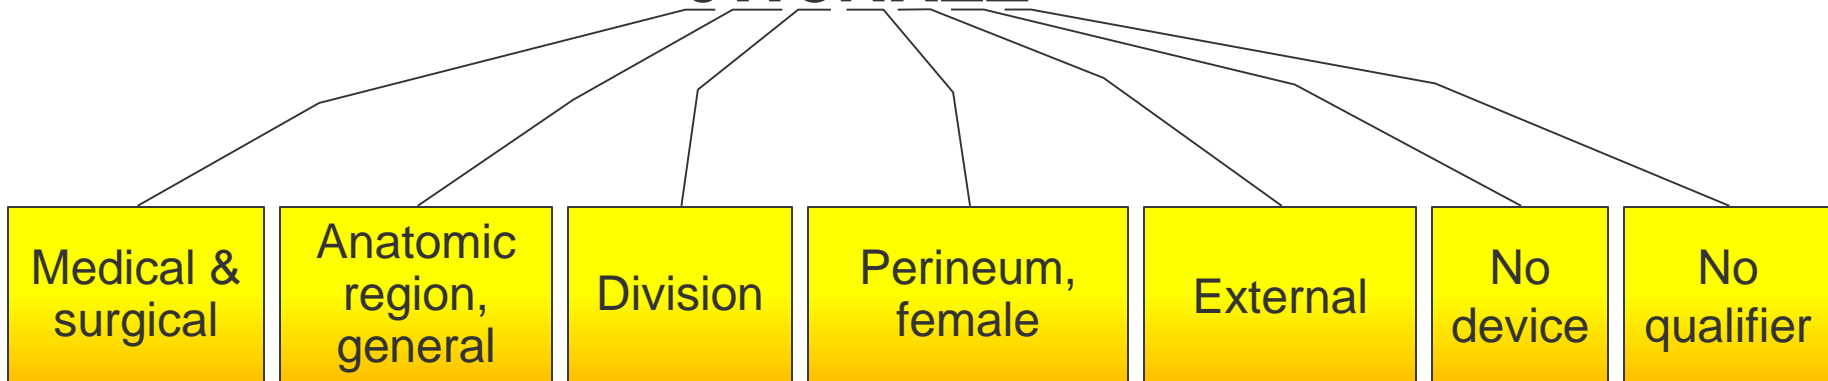 Medical &
surgical
Anatomic
region,
general
Division
Perineum,
female
External
No
device
No
qualifier